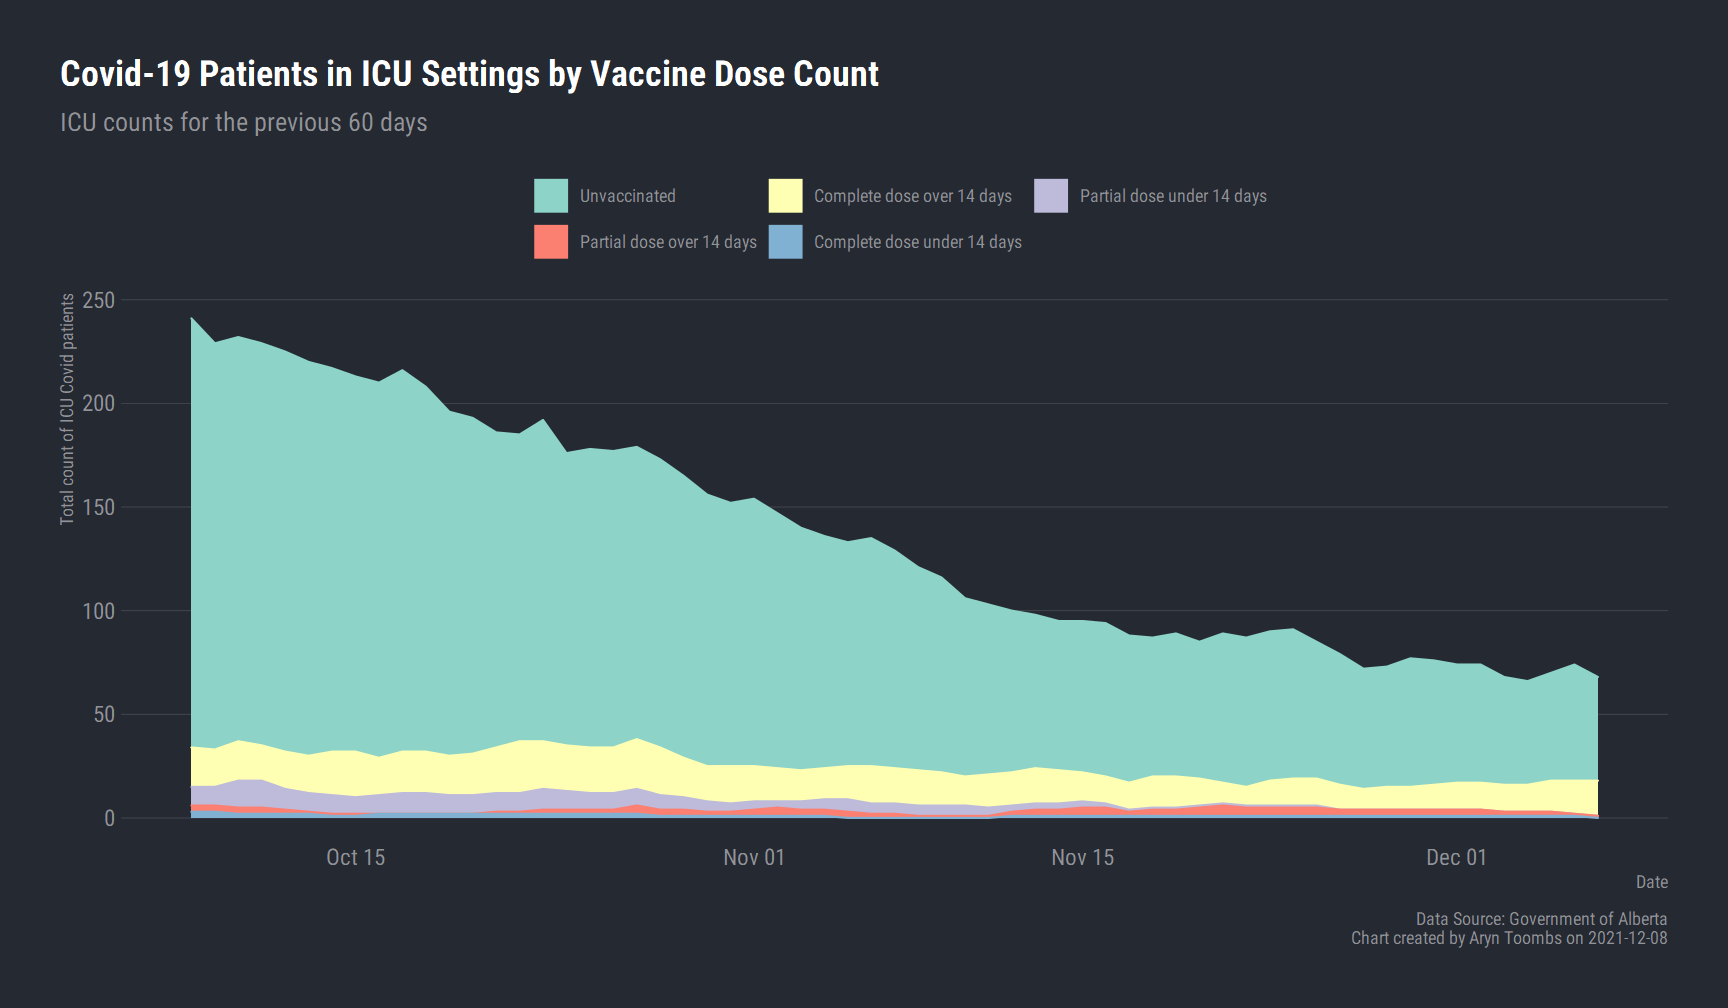 Covid-19 Patients in ICU Settings by Vaccine Dose Count
ICU counts for the previous 60 days
Unvaccinated
Complete dose over 14 days
Partial dose under 14 days
Partial dose over 14 days
Complete dose under 14 days
Total count of ICU Covid patients
250
200
150
100
50
0
Oct 15
Nov 01
Nov 15
Dec 01
Date
Data Source: Government of Alberta
Chart created by Aryn Toombs on 2021-12-08